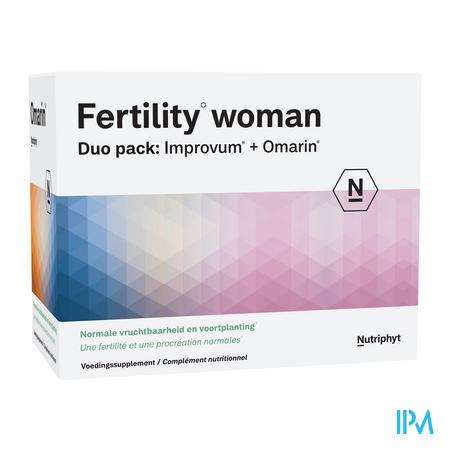 Omarin°
Fertility° woman
Duo pack: Improvum° + Omarin°
N
N
Normale vruchtbaarheid en voortplanting°
Une fertilité et une procréation normales°
Voedingssupplement / Complément nutritionnel
Nutriphyt
IPM